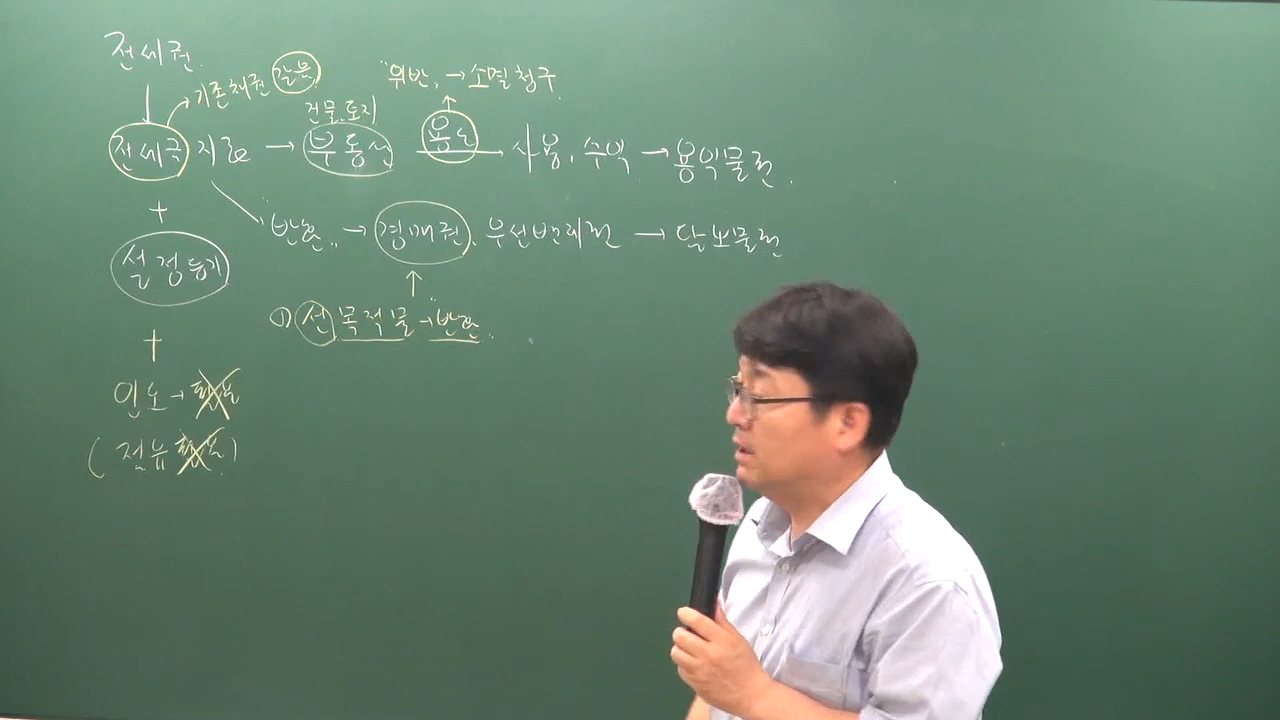 전세권.
기존채권 갈음
"위반" → 소멸청구
건물.토지
전세금 지급 → 부동산 용도 → 사용.수익 → 용익물권.
+
"반환" → 경매권. 우선변제권 → 담보물권
설정등기
① 선 목적물 → "반환".
+
인도 →
(점유